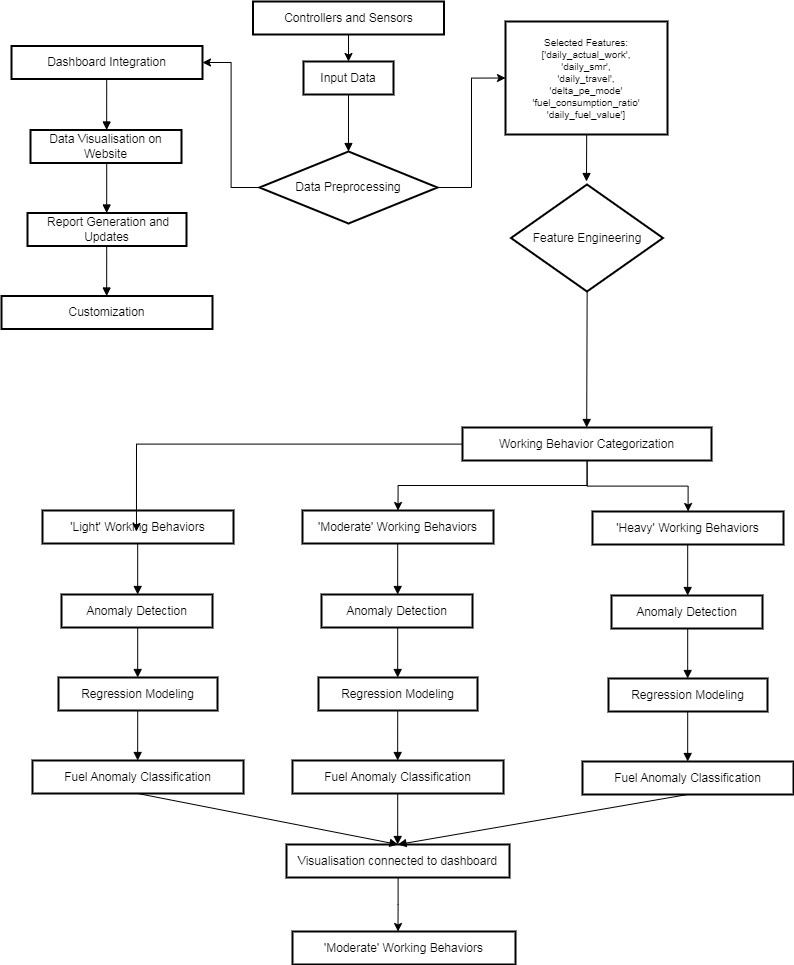 Controllers and Sensors
Input Data
Dashboard Integration
Selected Features:
['daily_actual_work',
'daily_smr',
'daily_travel',
'delta_pe_mode'
'fuel_consumption_ratio'
'daily_fuel_value']
Data Visualisation on
Website
Data Preprocessing
Report Generation and
Updates
Feature Engineering
Customization
Working Behavior Categorization
'Light' Working Behaviors
'Moderate' Working Behaviors
'Heavy' Working Behaviors
Anomaly Detection
Anomaly Detection
Anomaly Detection
Regression Modeling
Regression Modeling
Regression Modeling
Fuel Anomaly Classification
Fuel Anomaly Classification
Fuel Anomaly Classification
Visualisation connected to dashboard
'Moderate' Working Behaviors